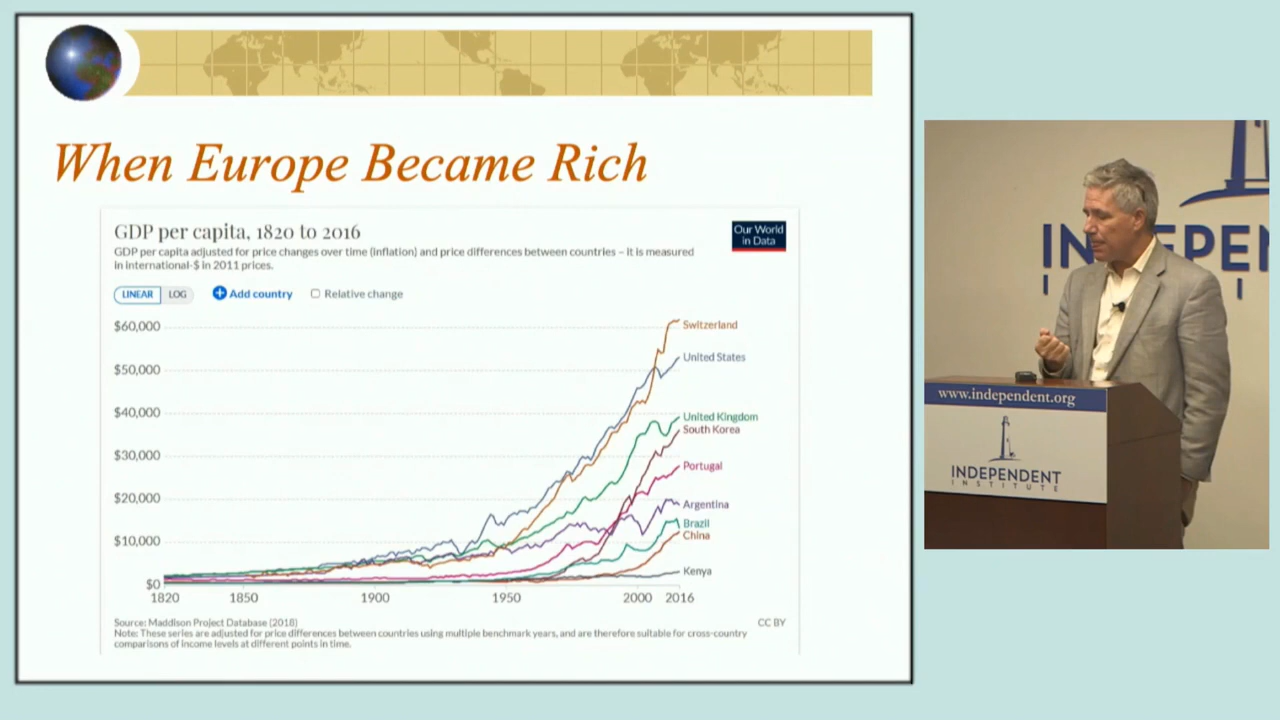 When Europe Became Rich
GDP per capita, 1820 to 2016
Our World
in Data
GDP per capita adjusted for price changes over time (inflation) and price differences between countries – it is measured
in international-$ in 2011 prices.
LINEAR LOG Add country Relative change
$60,000
$50,000
$40,000
$30,000
$20,000
$10,000
$0
Switzerland
United States
United Kingdom
South Korea
Portugal
Argentina
Brazil
China
Kenya
1820 1850 1900 1950 2000 2016
Source: Maddison Project Database (2018)
CC BY
Note: These series are adjusted for price differences between countries using multiple benchmark years, and are therefore suitable for cross-country
comparisons of income levels at different points in time.
INDEPEN
I
www.independent.org
INDEPENDENT
INSTITUTE